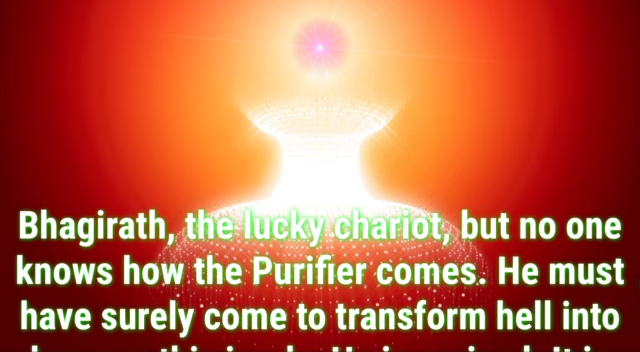 Bhagirath, the lucky chariot, but no one
knows how the Purifier comes. He must
have surely come to transform hell into